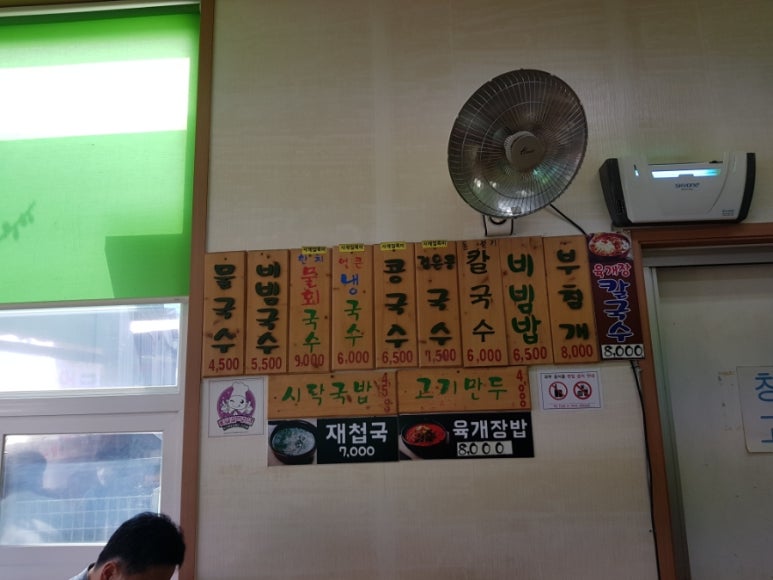 SKYONE
물국수
4,500
비빔국수
5,500
한치
물회
국수
9,000
얼큰
냉
국수
6,000
콩국수
6,500
검은콩
국수
7,500
칼국수
6,000
비빔밥
6,500
부침개
8,000
육개장
칼국수
8,000
시락국밥
고기만두
재첩국
7,000
육개장밥
8000